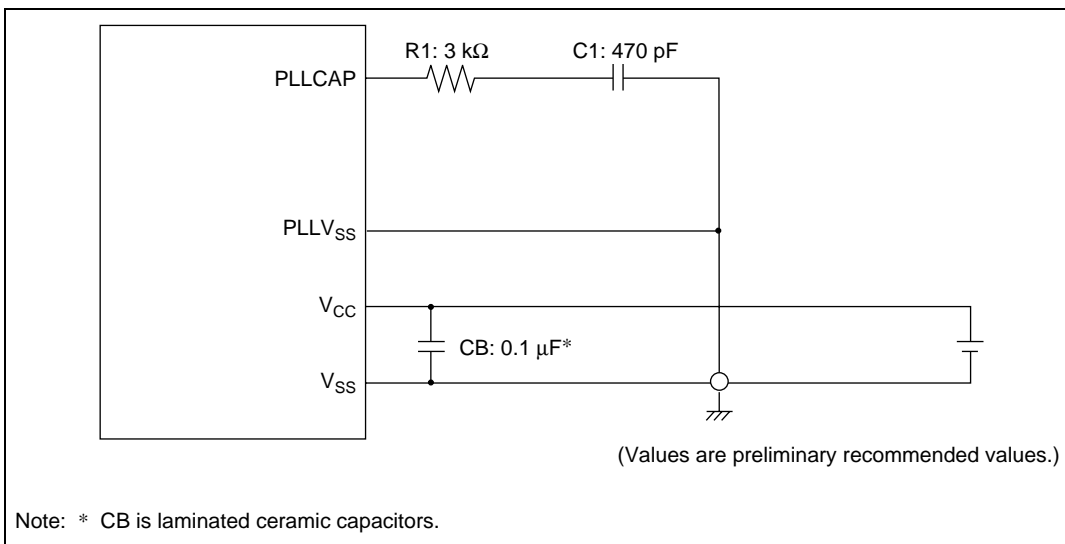 R1: 3 kΩ
C1: 470 pF
PLLCAP
PLLVSS
VCC
CB: 0.1 µF*
VSS
(Values are preliminary recommended values.)
Note: * CB is laminated ceramic capacitors.